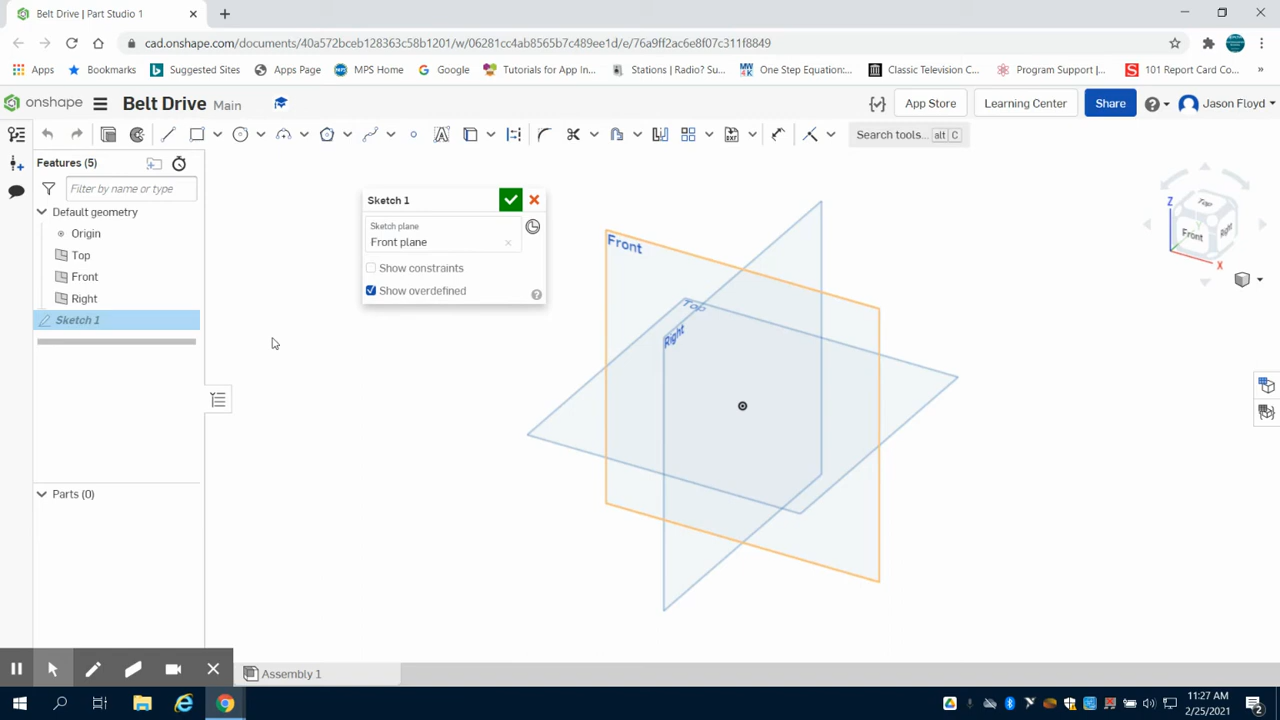 Belt Drive | Part Studio 1
cad.onshape.com/documents/40a572bceb128363c58b1201/w/06281cc4ab8565b7c489ee1d/e/76a9ff2ac6e8f07c311f8849
Apps
Bookmarks
Suggested Sites
Apps Page
MPS Home
Google
Tutorials for App In...
Stations | Radio? Su...
One Step Equation:...
Classic Television C...
Program Support |...
101 Report Card Co...
»
onshape
Belt Drive
Main
App Store
Learning Center
Share
Jason Floyd
Search tools...
alt
C
Features (5)
Filter by name or type
Default geometry
Origin
Top
Front
Right
Sketch 1
Parts (0)
Sketch 1
Sketch plane
Front plane
Show constraints
Show overdefined
Front
Top
Right
Z
Top
Front
Right
Y
X
Assembly 1
11:27 AM
2/25/2021
2